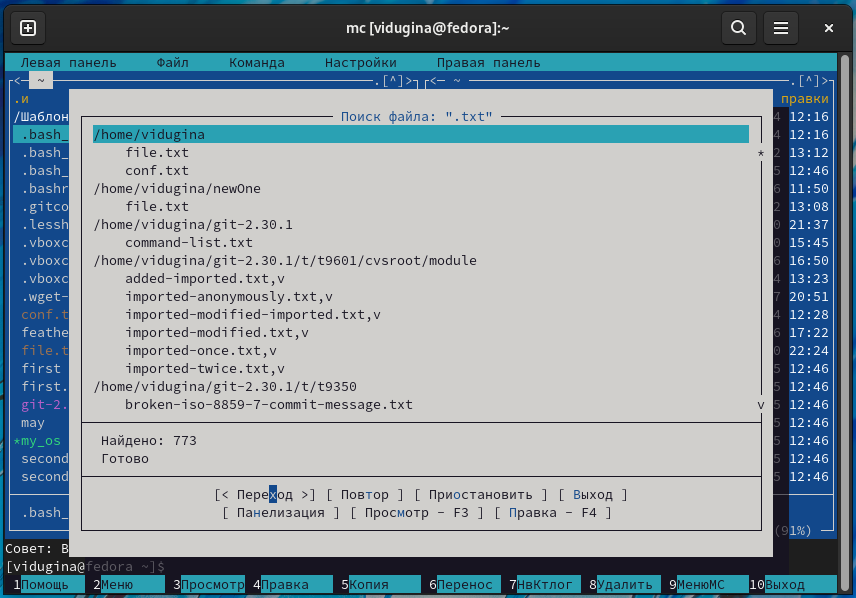 mc [vidugina@fedora]:~
Левая панель Файл Команда Настройки Правая панель
<— ~ .[^]> <— ~ .[^]>
.и правки
/Шаблон 4 12:16
.bash_ 4 12:16
.bash_ 2 13:12
.bash_ 5 12:46
.bashr 6 11:50
.gitco 2 13:08
.lessh 0 21:37
.vboxc 0 15:45
.vboxc 6 16:50
.vboxc 4 13:23
.wget- 7 20:51
conf.t 4 12:28
feathe 6 17:22
file.t 0 22:24
first 5 12:46
first. 5 12:46
git-2. 5 12:46
may 5 12:46
*my_os 5 12:46
second 5 12:46
second 5 12:46
.bash_
(91%)
Поиск файла: ".txt"
/home/vidugina
file.txt
conf.txt
/home/vidugina/newOne
file.txt
/home/vidugina/git-2.30.1
command-list.txt
/home/vidugina/git-2.30.1/t/t9601/cvsroot/module
added-imported.txt,v
imported-anonymously.txt,v
imported-modified-imported.txt,v
imported-modified.txt,v
imported-once.txt,v
imported-twice.txt,v
/home/vidugina/git-2.30.1/t/t9350
broken-iso-8859-7-commit-message.txt
Найдено: 773
Готово
[< Переход >] [ Повтор ] [ Приостановить ] [ Выход ]
[ Панелизация ] [ Просмотр - F3 ] [ Правка - F4 ]
Совет: В
[vidugina@fedora ~]$
1Помощь 2Меню 3Просмотр 4Правка 5Копия 6Перенос 7НвКтлог 8Удалить 9МенюMC 10Выход